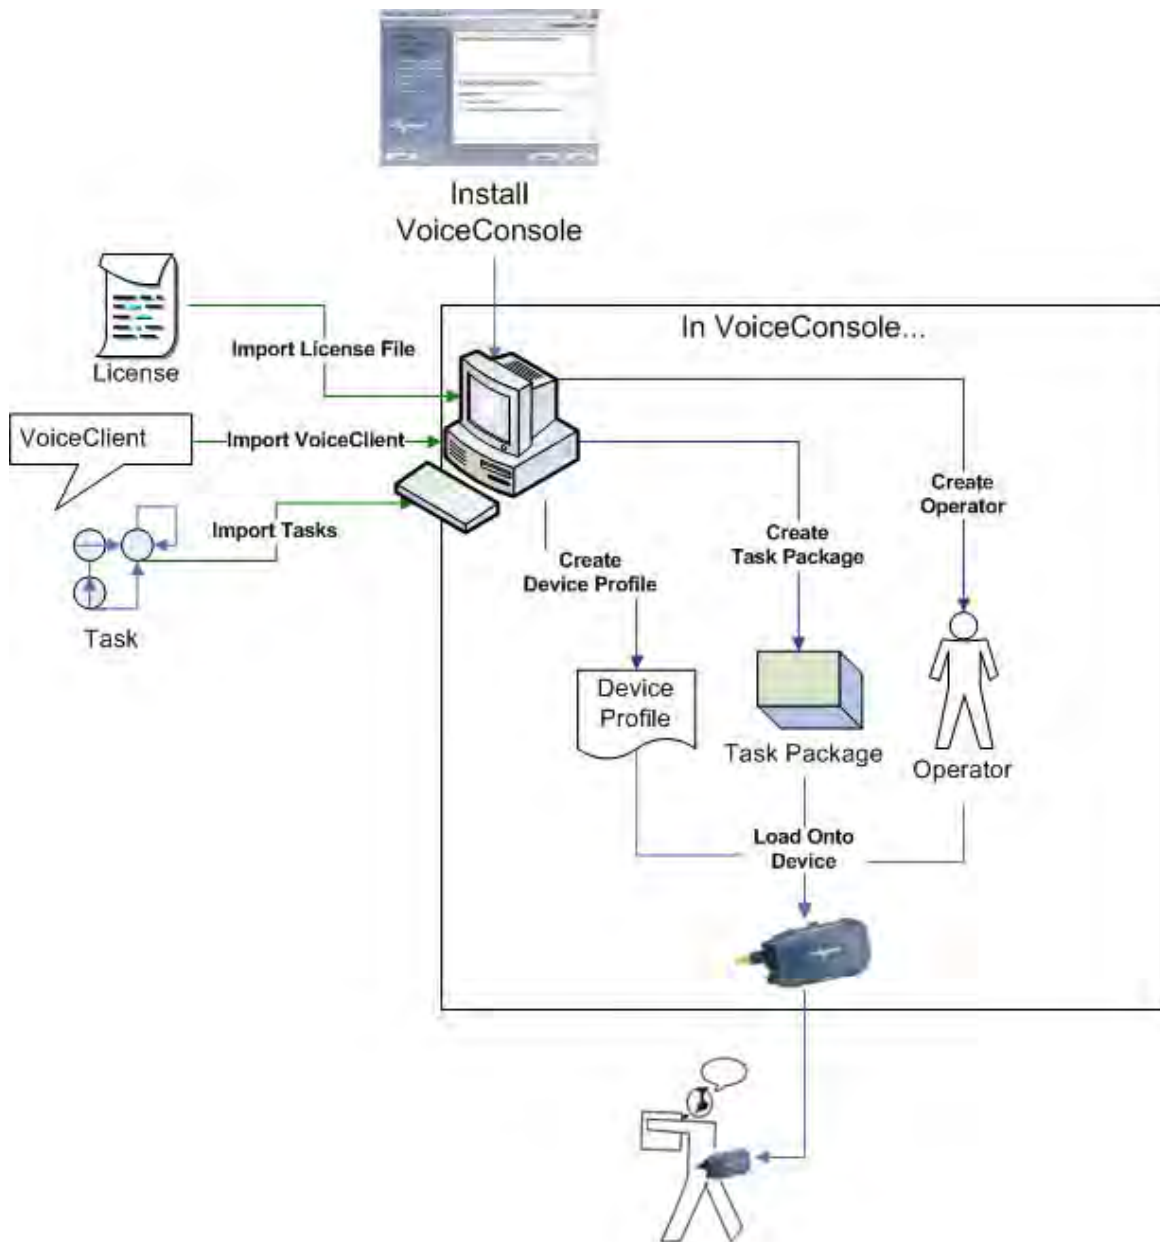 Install
VoiceConsole
In VoiceConsole...
License
Import License File
VoiceClient
Import VoiceClient
Import Tasks
Task
Create
Device Profile
Create
Task Package
Create
Operator
Device
Profile
Task Package
Operator
Load Onto
Device